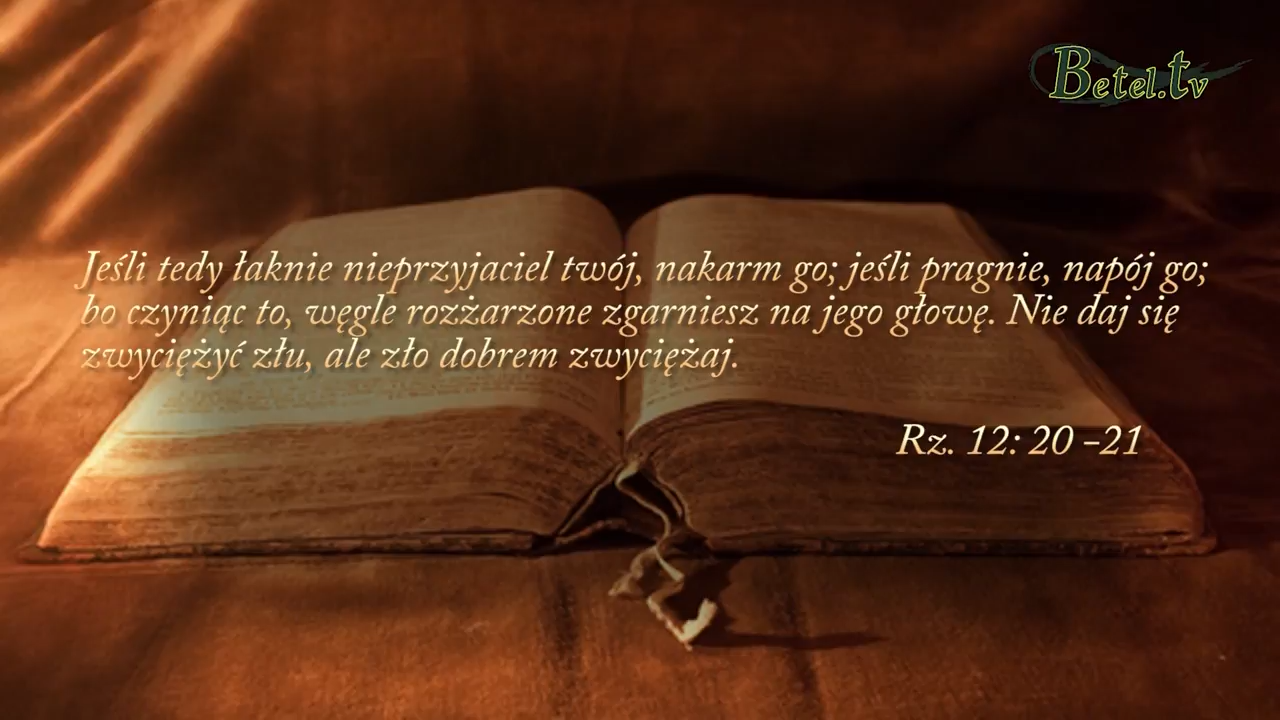 Betel.tv
Jeśli tedy łaknie nieprzyjaciel twój, nakarm go; jeśli pragnie, napój go;
bo czyniąc to, węgle rozżarzone zgarniesz na jego głowę. Nie daj się
zwyciężyć złu, ale zło dobrem zwyciężaj.
Rz. 12: 20 -21